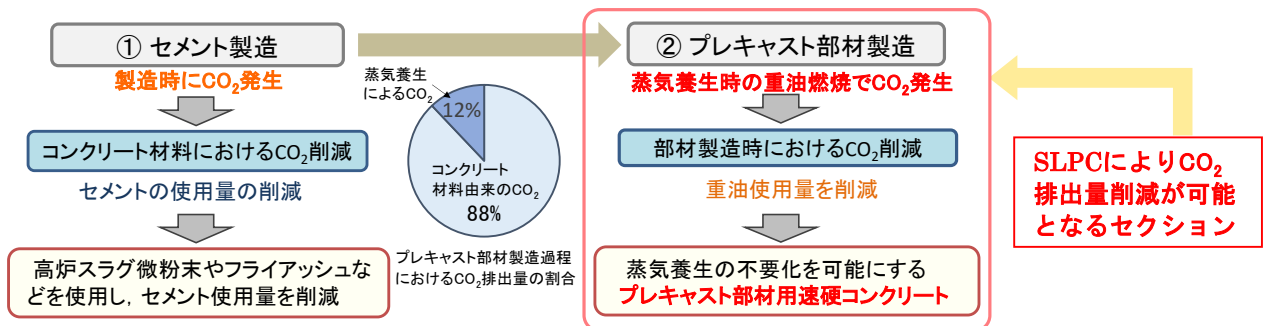 ① セメント製造
製造時にCO₂発生
コンクリート材料におけるCO₂削減
セメントの使用量の削減
高炉スラグ微粉末やフライアッシュな
どを使用し，セメント使用量を削減
蒸気養生
によるCO₂
12%
コンクリート
材料由来のCO₂
88%
プレキャスト部材製造過程
におけるCO₂排出量の割合
② プレキャスト部材製造
蒸気養生時の重油燃焼でCO₂発生
部材製造時におけるCO₂削減
重油使用量を削減
蒸気養生の不要化を可能にする
プレキャスト部材用速硬コンクリート
SLPCによりCO₂
排出量削減が可能
となるセクション